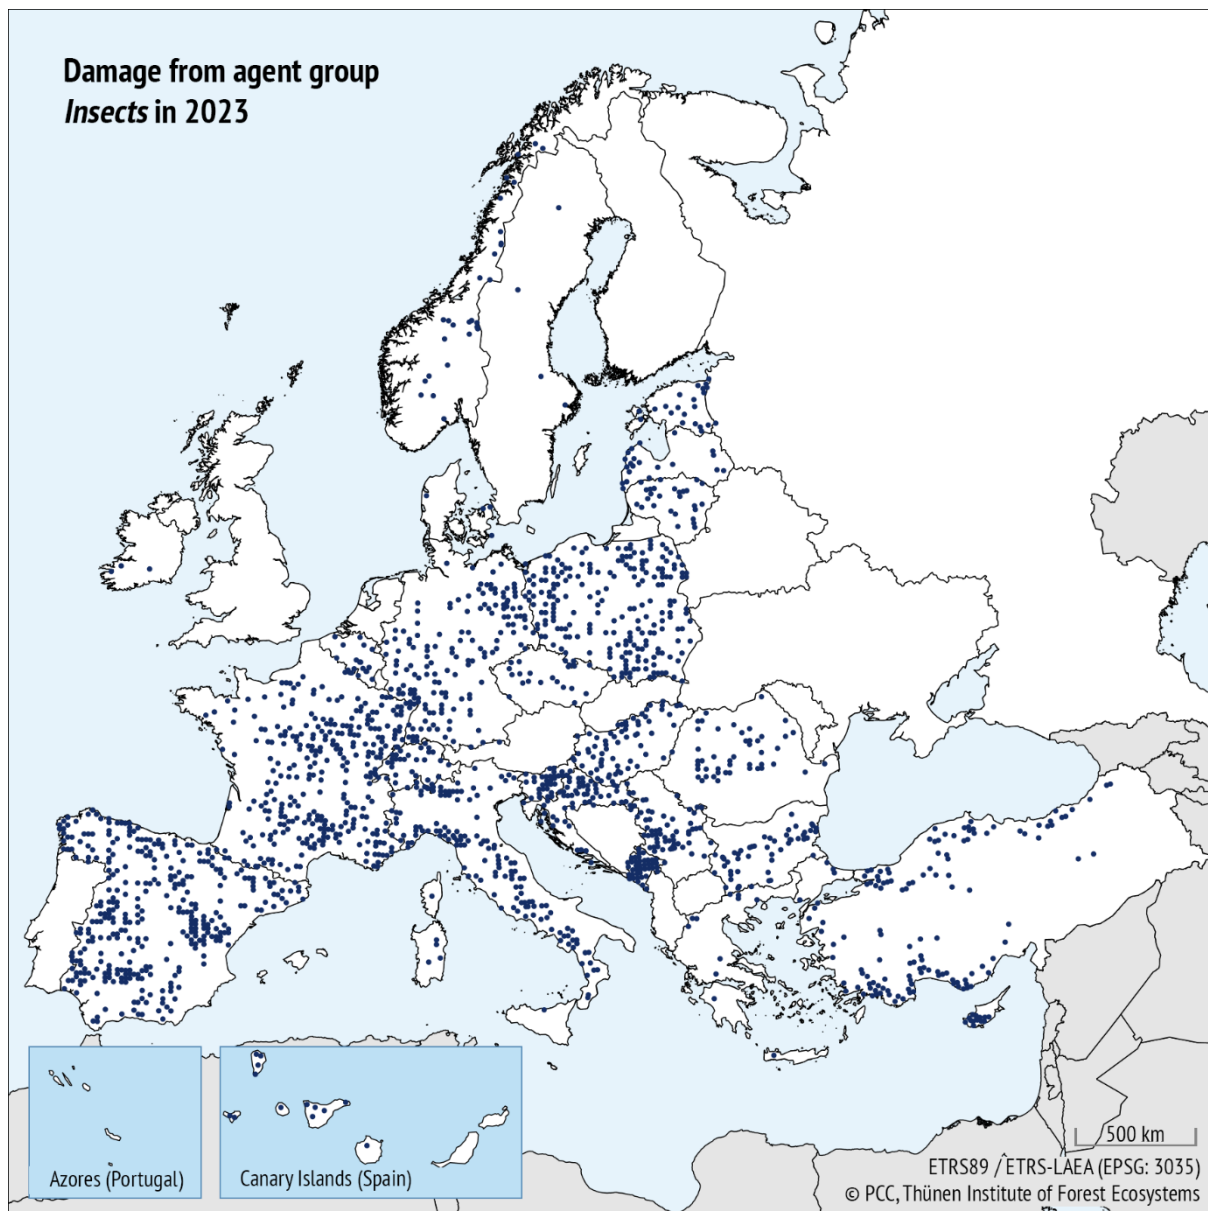 Damage from agent group
Insects in 2023
Azores (Portugal)
Canary Islands (Spain)
500 km
ETRS89 / ETRS-LAEA (EPSG: 3035)
© PCC, Thünen Institute of Forest Ecosystems